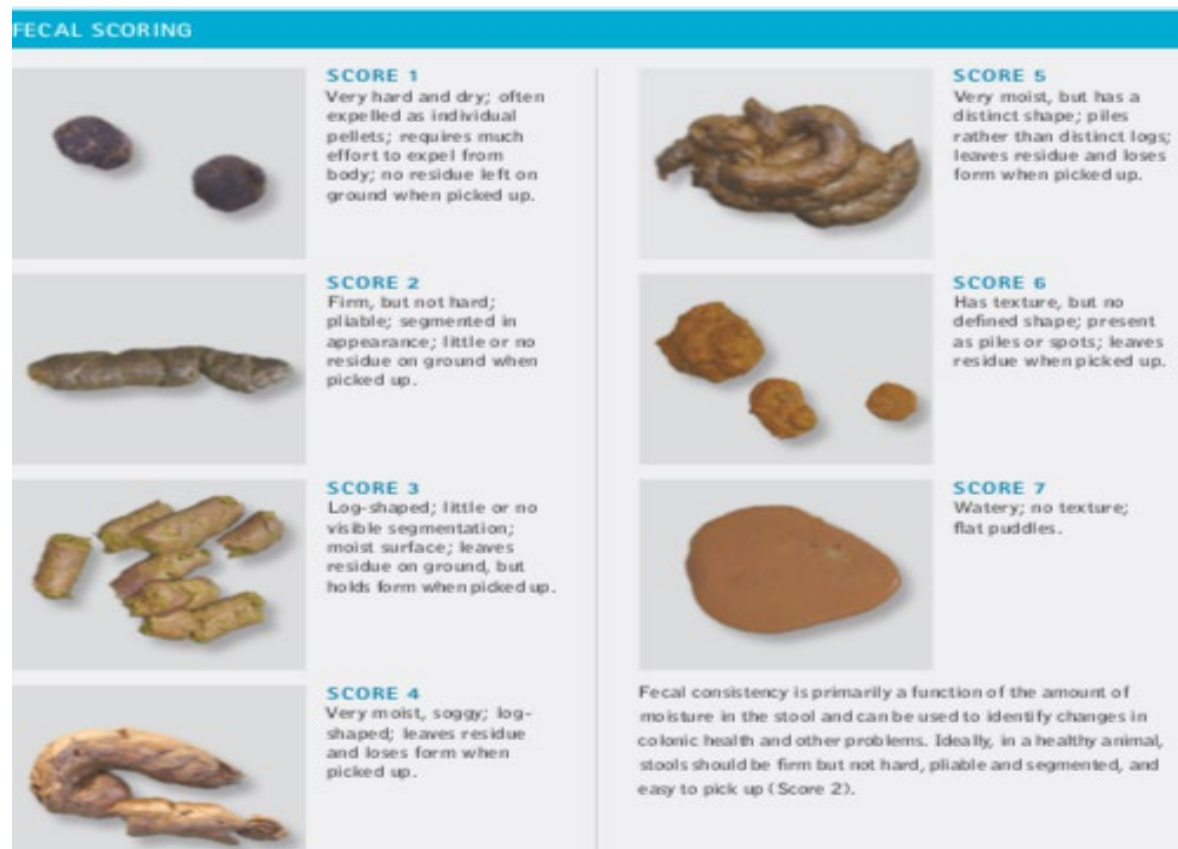 FECAL SCORING
SCORE 1
Very hard and dry; often
expelled as individual
pellets; requires much
effort to expel from
body; no residue left on
ground when picked up.
SCORE 2
Firm, but not hard;
pliable; segmented in
appearance; little or no
residue on ground when
picked up.
SCORE 3
Log-shaped; little or no
visible segmentation;
moist surface; leaves
residue on ground, but
holds form when picked up.
SCORE 4
Very moist, soggy; log-
shaped; leaves residue
and loses form when
picked up.
SCORE 5
Very moist, but has a
distinct shape; piles
rather than distinct logs;
leaves residue and loses
form when picked up.
SCORE 6
Has texture, but no
defined shape; present
as piles or spots; leaves
residue when picked up.
SCORE 7
Watery; no texture;
flat puddles.
Fecal consistency is primarily a function of the amount of
moisture in the stool and can be used to identify changes in
colonic health and other problems. Ideally, in a healthy animal,
stools should be firm but not hard, pliable and segmented, and
easy to pick up (Score 2).